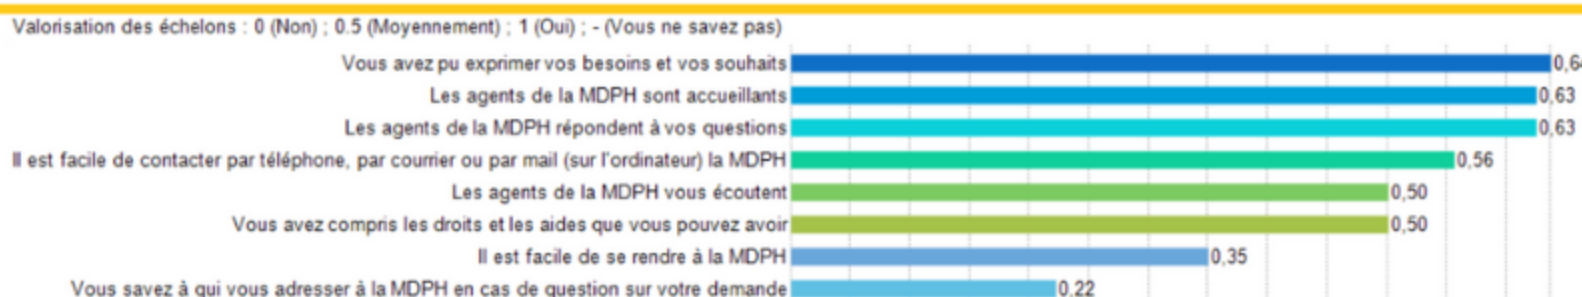 Valorisation des échelons : 0 (Non) ; 0.5 (Moyennement) ; 1 (Oui) ; - (Vous ne savez pas)
Vous avez pu exprimer vos besoins et vos souhaits 0,64
Les agents de la MDPH sont accueillants 0,63
Les agents de la MDPH répondent à vos questions 0,63
Il est facile de contacter par téléphone, par courrier ou par mail (sur l'ordinateur) la MDPH 0,56
Les agents de la MDPH vous écoutent 0,50
Vous avez compris les droits et les aides que vous pouvez avoir 0,50
Il est facile de se rendre à la MDPH 0,35
Vous savez à qui vous adresser à la MDPH en cas de question sur votre demande 0,22